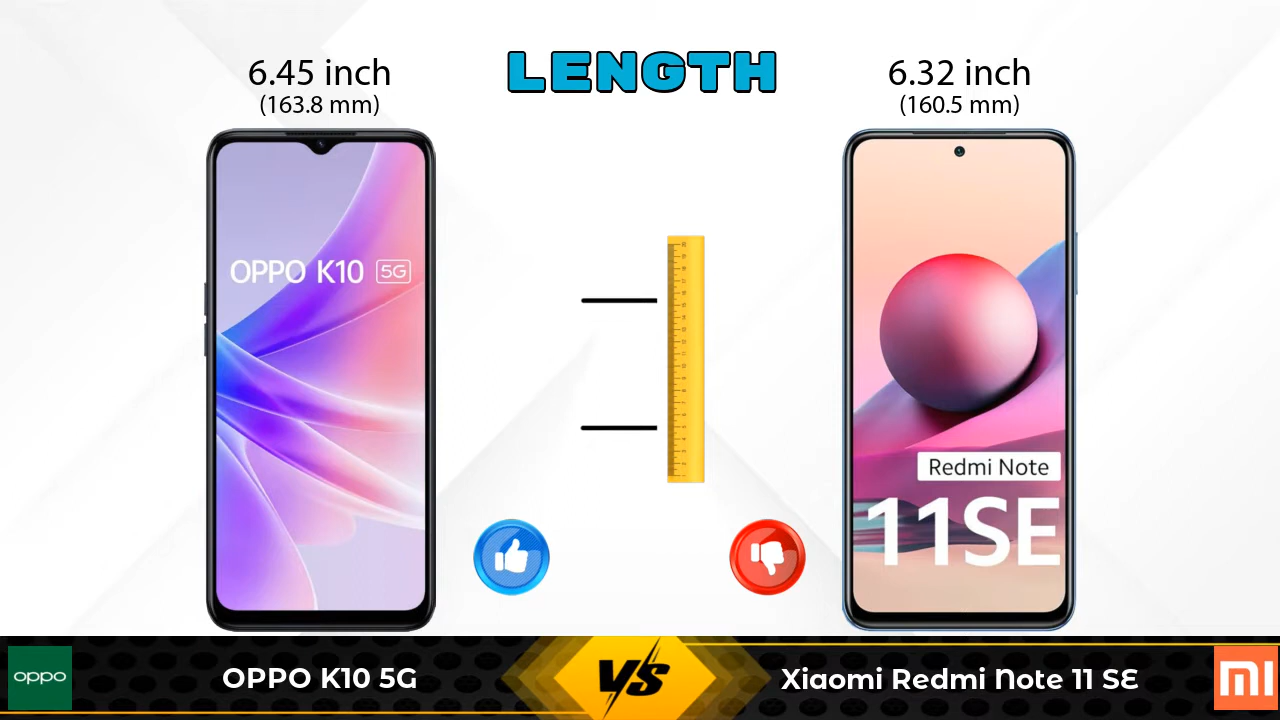 LENGTH
6.45 inch
(163.8 mm)
6.32 inch
(160.5 mm)
OPPO K10 5G
Redmi Note
11SE
oppo
OPPO K10 5G
VS
Xiaomi Redmi Note 11 SE
MI